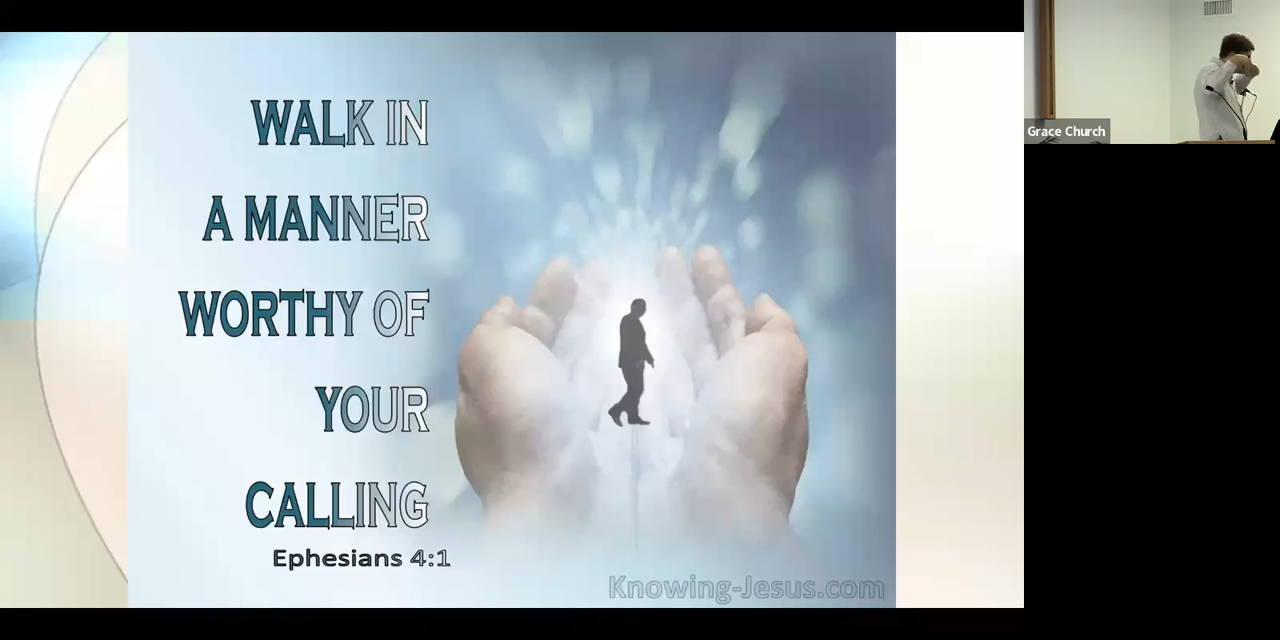 WALK IN
A MANNER
WORTHY OF
YOUR
CALLING
Ephesians 4:1
Knowing-Jesus.com
Grace Church